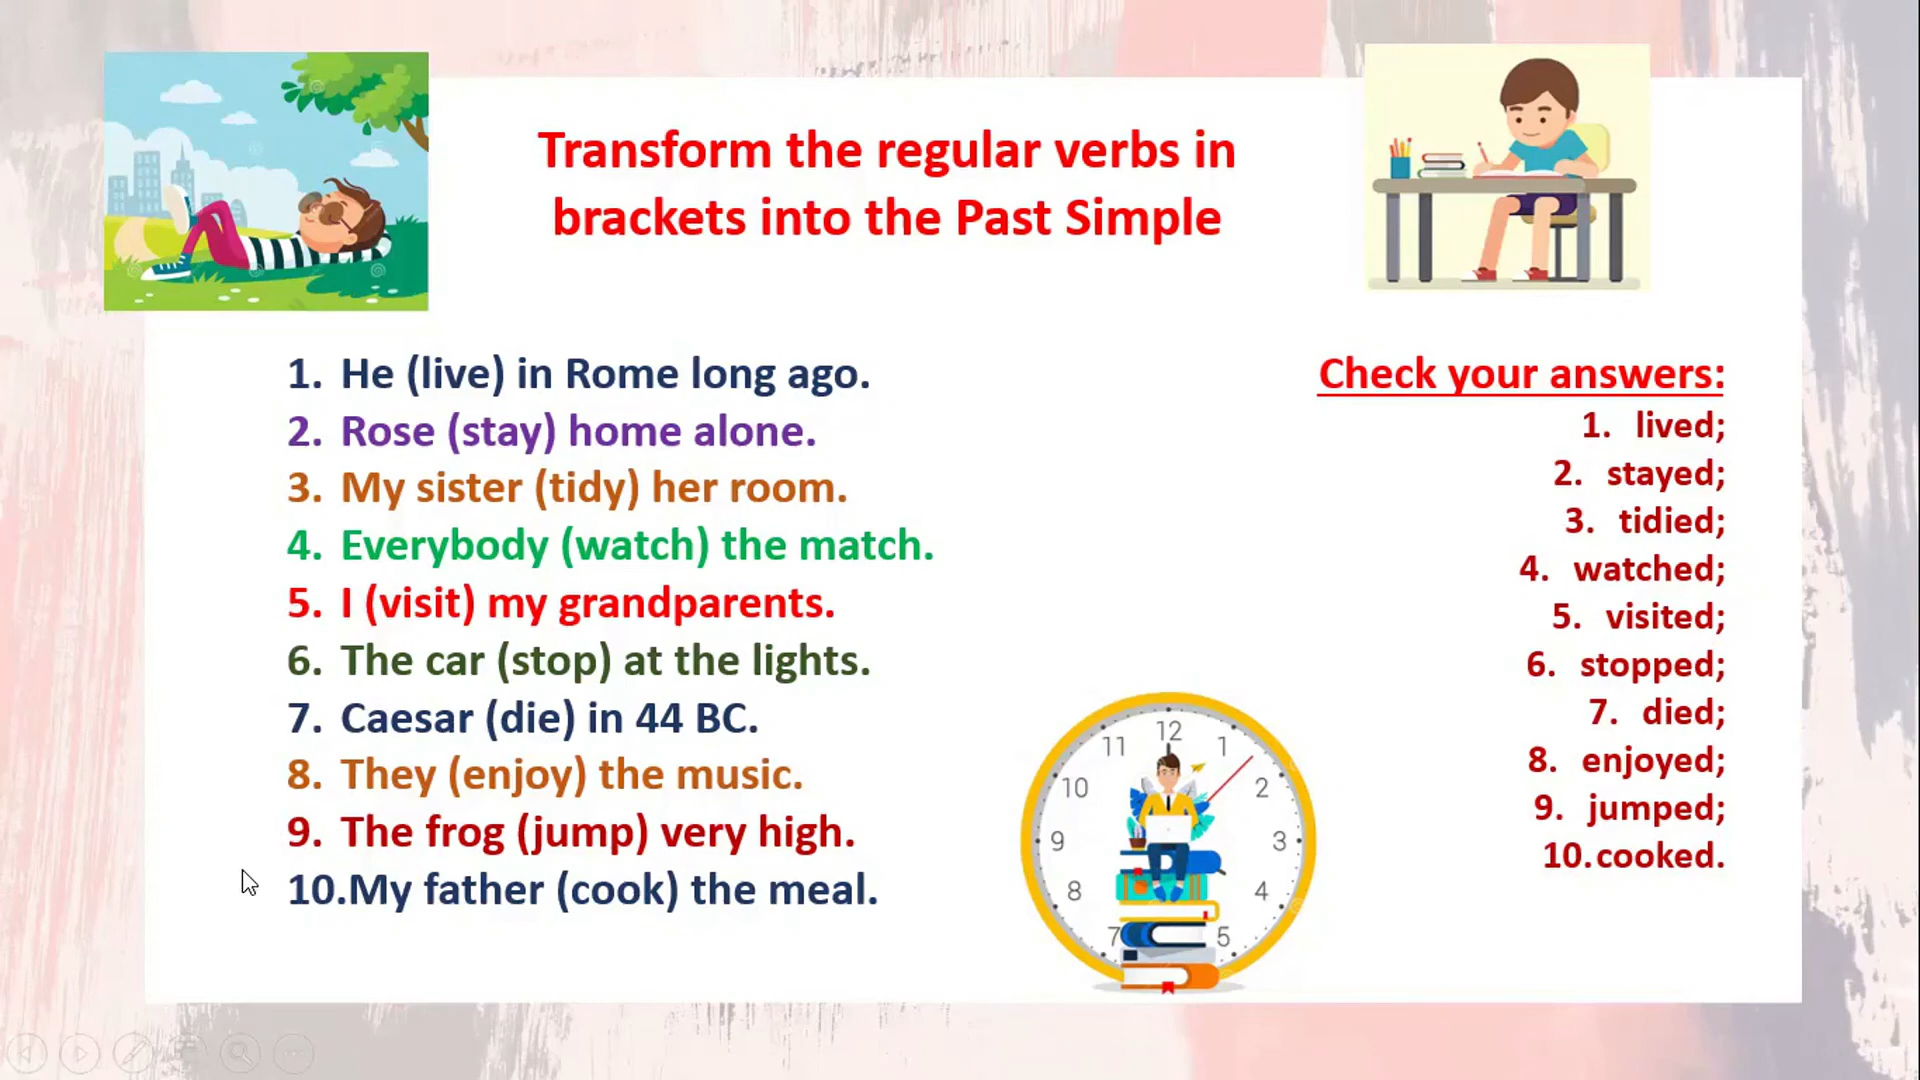 Transform the regular verbs in
brackets into the Past Simple
1. He (live) in Rome long ago.
2. Rose (stay) home alone.
3. My sister (tidy) her room.
4. Everybody (watch) the match.
5. I (visit) my grandparents.
6. The car (stop) at the lights.
7. Caesar (die) in 44 BC.
8. They (enjoy) the music.
9. The frog (jump) very high.
10.My father (cook) the meal.
Check your answers:
1. lived;
2. stayed;
3. tidied;
4. watched;
5. visited;
6. stopped;
7. died;
8. enjoyed;
9. jumped;
10.cooked.
12
11
1
10
2
9
3
8
4
7
5